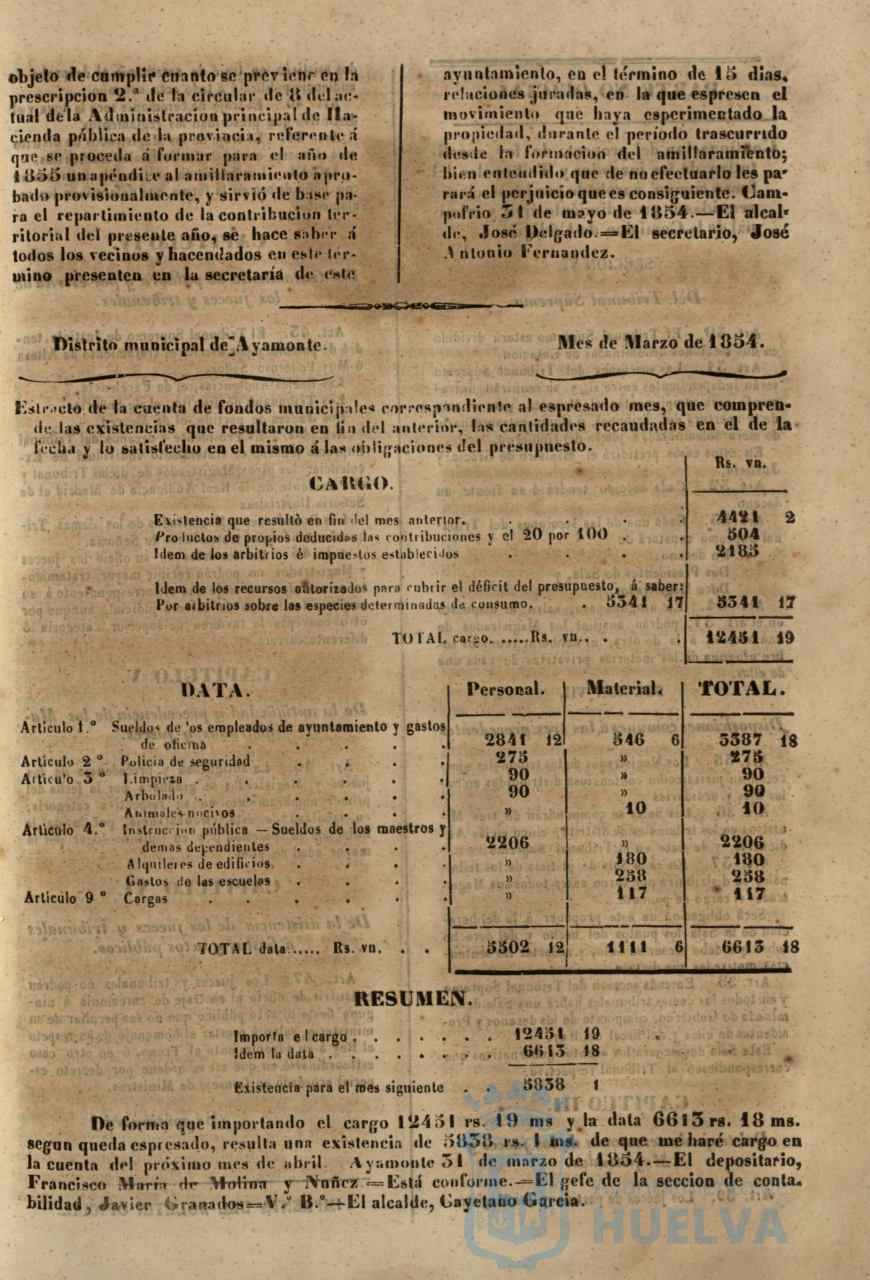 objeto de cumplir cuanto se previene en la
prescripcion 2.ª de la circular de 8 del ac-
tual de la Administracion principal de Ha-
cienda pública de la provincia, referente á
que se proceda á formar para el año de
1855 un apéndice al amillaramiento apro-
bado provisionalmente, y sirvió de base pa-
ra el repartimiento de la contribucion ter-
ritorial del presente año, se hace saber á
todos los vecinos y hacendados en este tér-
mino presenten en la secretaría de este
ayuntamiento, en el término de 15 dias,
relaciones juradas, en la que espresen el
movimiento que haya esperimentado la
propiedad, durante el período trascurrido
desde la formacion del amillaramiento;
bien entendido que de no efectuarlo les pa-
rará el perjuicio que es consiguiente. Cam-
pofrio 31 de mayo de 1854.—El alcal-
de, José Delgado.=El secretario, José
Antonio Fernandez.
Distrito municipal de Ayamonte. Mes de Marzo de 1854.
Estracto de la cuenta de fondos municipales correspondiente al espresado mes, que compren-
de las existencias que resultaron en fin del anterior, las cantidades recaudadas en el de la
fecha y lo satisfecho en el mismo á las obligaciones del presupuesto.
Rs. vn.
CARGO.
Existencia que resultò en fin del mes anterior. . . . . 4421 2
Productos de propios deducidas las contribuciones y el 20 por 100 . . 504
Idem de los arbitrios é impuestos establecidos . . . . 2185
Idem de los recursos autorizados para cubrir el déficit del presupuesto, á saber:
Por arbitrios sobre las especies determinadas de consumo. . 5341 17 5341 17
TOTAL cargo. .....Rs. vn.. . . 12451 19
DATA. Personal. Material. TOTAL.
Articulo 1.º Sueldos de los empleados de ayuntamiento y gastos
de oficina . . . . . 2841 12 546 6 3387 18
Articulo 2º Policia de seguridad . . . . 275 » 275
Articulo 3º Limpieza . . . . . . 90 » 90
Arbolado . . . . . . 90 » 90
Animales nocivos . . . . » 10 10
Artìculo 4.º Instruccion pública — Sueldos de los maestros y
demas dependientes . . . . 2206 » 2206
Alquileres de edificios . . . . » 180 180
Gastos de las escuelas . . . . » 258 258
Articulo 9º Cargas . . . . . . » 117 117
TOTAL data...... Rs. vn. . . 5502 12 1111 6 6613 18
RESUMEN.
Importa el cargo . . . . . . . 12451 19
Idem la data . . . . . . . . 6613 18
Existencia para el mes siguiente . . 5838 1
De forma que importando el cargo 12451 rs. 19 ms y la data 6613 rs. 18 ms.
segun queda espresado, resulta una existencia de 5838 rs. 1 ms. de que me haré cargo en
la cuenta del próximo mes de abril. Ayamonte 31 de marzo de 1854.—El depositario,
Francisco María de Molina y Nuñez.=Está conforme.=El gefe de la seccion de conta-
bilidad, Javier Granados=V.º B.º—El alcalde, Cayetano Garcia.
HUELVA